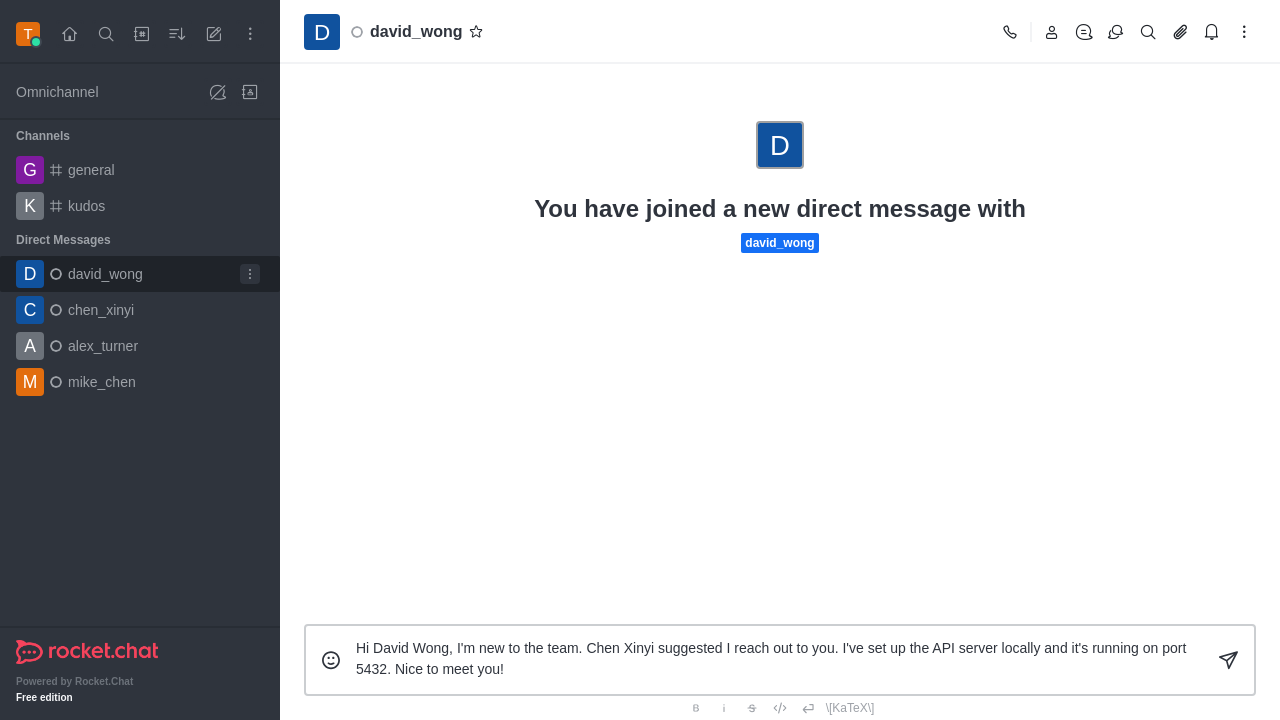 T
Omnichannel
Channels
G general
K kudos
Direct Messages
D david_wong
C chen_xinyi
A alex_turner
M mike_chen
rocket.chat
Powered by Rocket.Chat
Free edition
D david_wong
D
You have joined a new direct message with
david_wong
Hi David Wong, I'm new to the team. Chen Xinyi suggested I reach out to you. I've set up the API server locally and it's running on port
5432. Nice to meet you!
B i S \[KaTeX\]